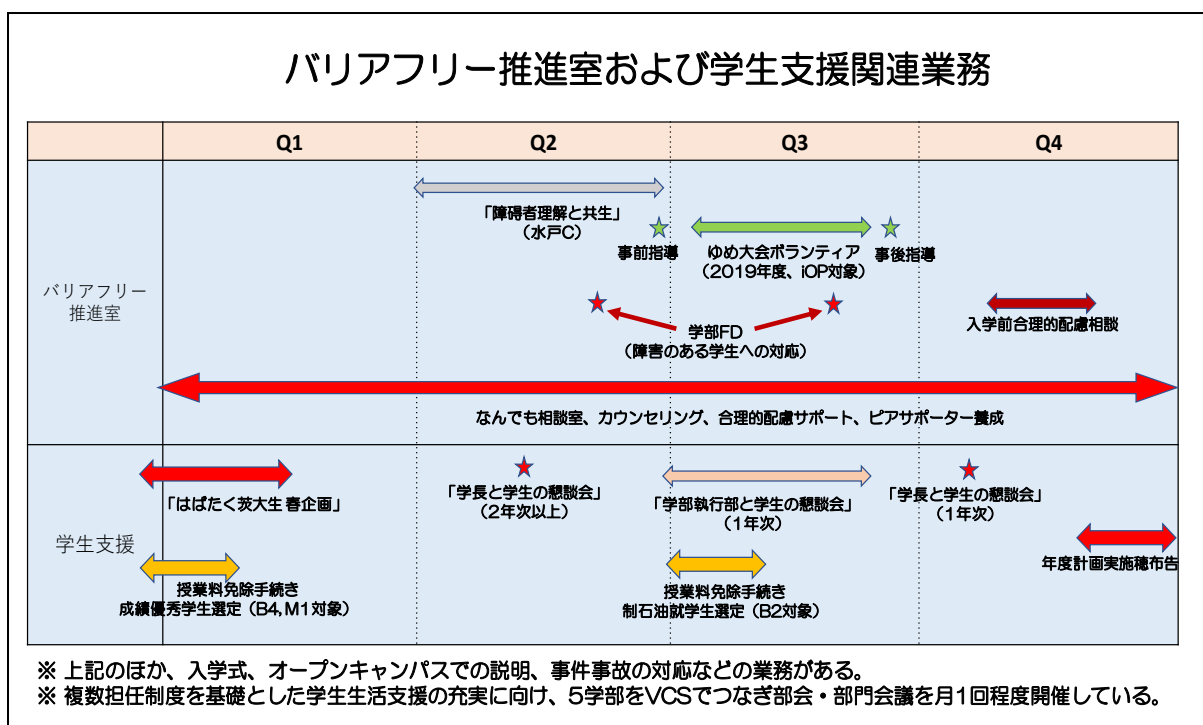 バリアフリー推進室および学生支援関連業務
Q1
Q2
Q3
Q4
バリアフリー
推進室
「障碍者理解と共生」
（水戸C）
事前指導
ゆめ大会ボランティア
（2019年度、iOP対象）
事後指導
学部FD
（障害のある学生への対応）
入学前合理的配慮相談
なんでも相談室、カウンセリング、合理的配慮サポート、ピアサポーター養成
学生支援
「はばたく茨大生 春企画」
「学長と学生の懇談会」
（2年次以上）
「学部執行部と学生の懇談会」
（1年次）
「学長と学生の懇談会」
（1年次）
年度計画実施穂布告
授業料免除手続き
成績優秀学生選定（B4, M1対象）
授業料免除手続き
制石油就学生選定（B2対象）
※ 上記のほか、入学式、オープンキャンパスでの説明、事件事故の対応などの業務がある。
※ 複数担任制度を基礎とした学生生活支援の充実に向け、5学部をVCSでつなぎ部会・部門会議を月1回程度開催している。